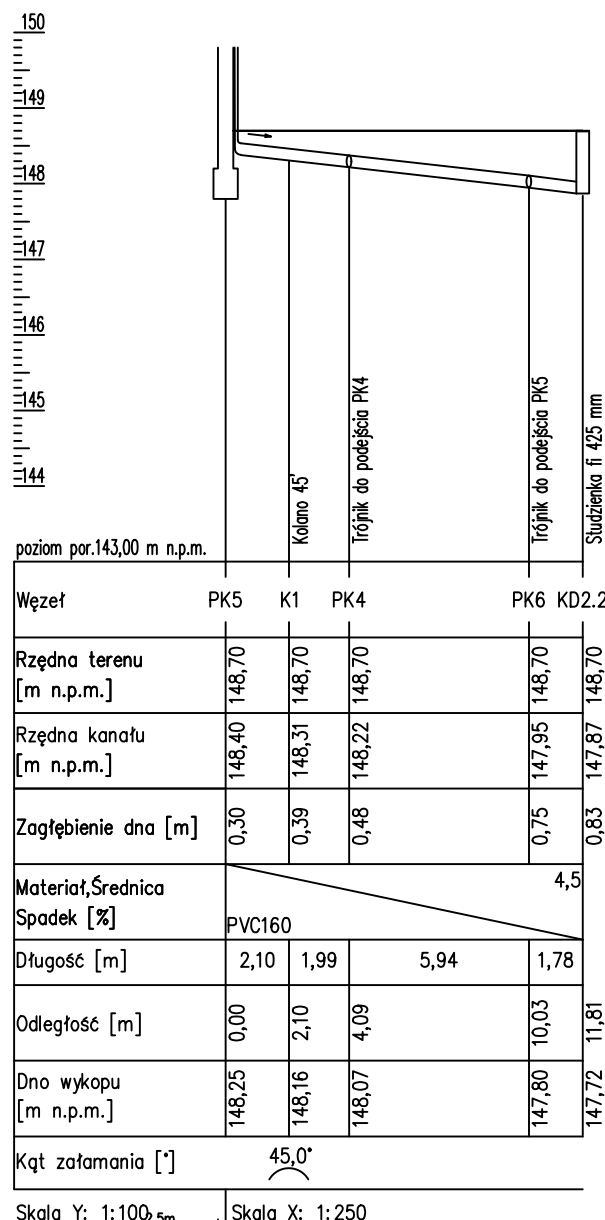 150
149
148
147
146
145
144
Kolano 45°
Trójnik do podejścia PK4
Trójnik do podejścia PK5
Studzienka fi 425 mm
poziom por.143,00 m n.p.m.
Węzeł PK5 K1 PK4 PK6 KD2.2
Rzędna terenu
[m n.p.m.]
148,70 148,70 148,70 148,70 148,70
Rzędna kanału
[m n.p.m.]
148,40 148,31 148,22 147,95 147,87
Zagłębienie dna [m] 0,30 0,39 0,48 0,75 0,83
Materiał,Średnica
Spadek [%]
4,5
PVC160
Długość [m] 2,10 1,99 5,94 1,78
Odległość [m] 0,00 2,10 4,09 10,03 11,81
Dno wykopu
[m n.p.m.]
148,25 148,16 148,07 147,80 147,72
Kąt załamania [°] 45,0°
Skala Y: 1:100 2,5m Skala X: 1:250